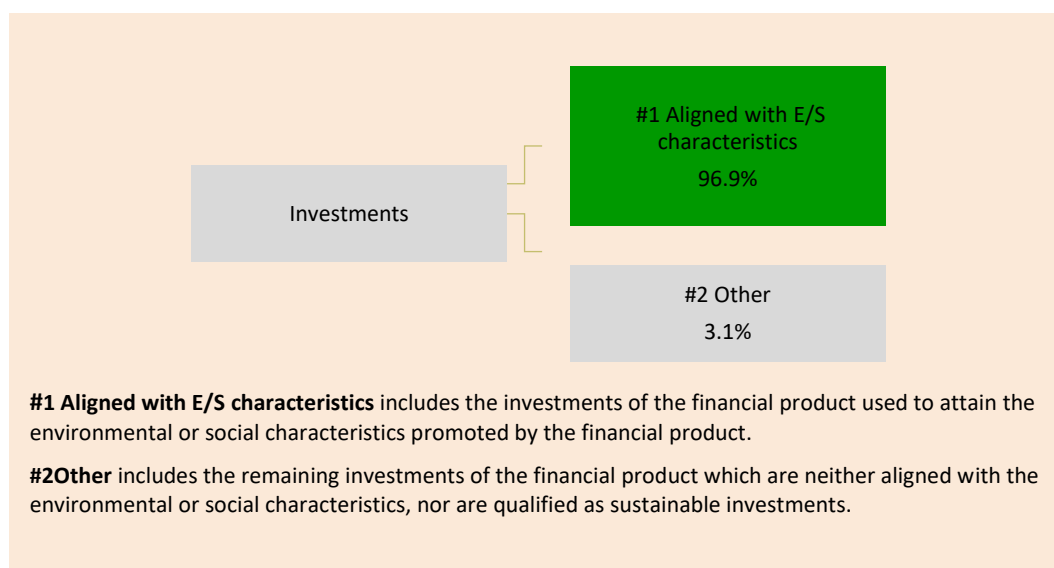 #1 Aligned with E/S
characteristics
96.9%
Investments
#2 Other
3.1%
#1 Aligned with E/S characteristics includes the investments of the financial product used to attain the
environmental or social characteristics promoted by the financial product.
#2Other includes the remaining investments of the financial product which are neither aligned with the
environmental or social characteristics, nor are qualified as sustainable investments.